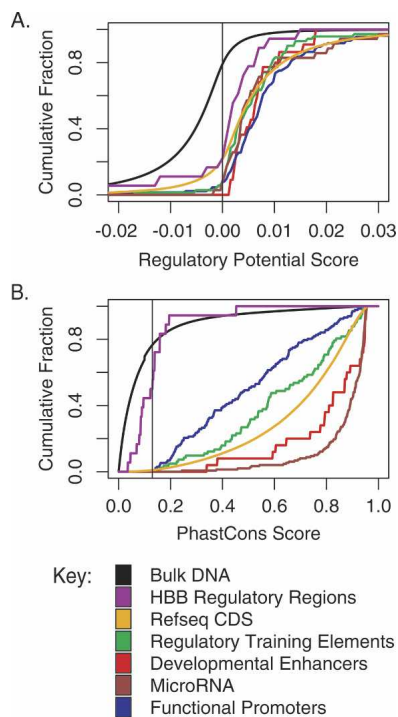 A.
Cumulative Fraction
0.0
0.4
0.8
-0.02 -0.01 0.00 0.01 0.02 0.03
Regulatory Potential Score
B.
Cumulative Fraction
0.0
0.4
0.8
0.0 0.2 0.4 0.6 0.8 1.0
PhastCons Score
Key:
Bulk DNA
HBB Regulatory Regions
Refseq CDS
Regulatory Training Elements
Developmental Enhancers
MicroRNA
Functional Promoters